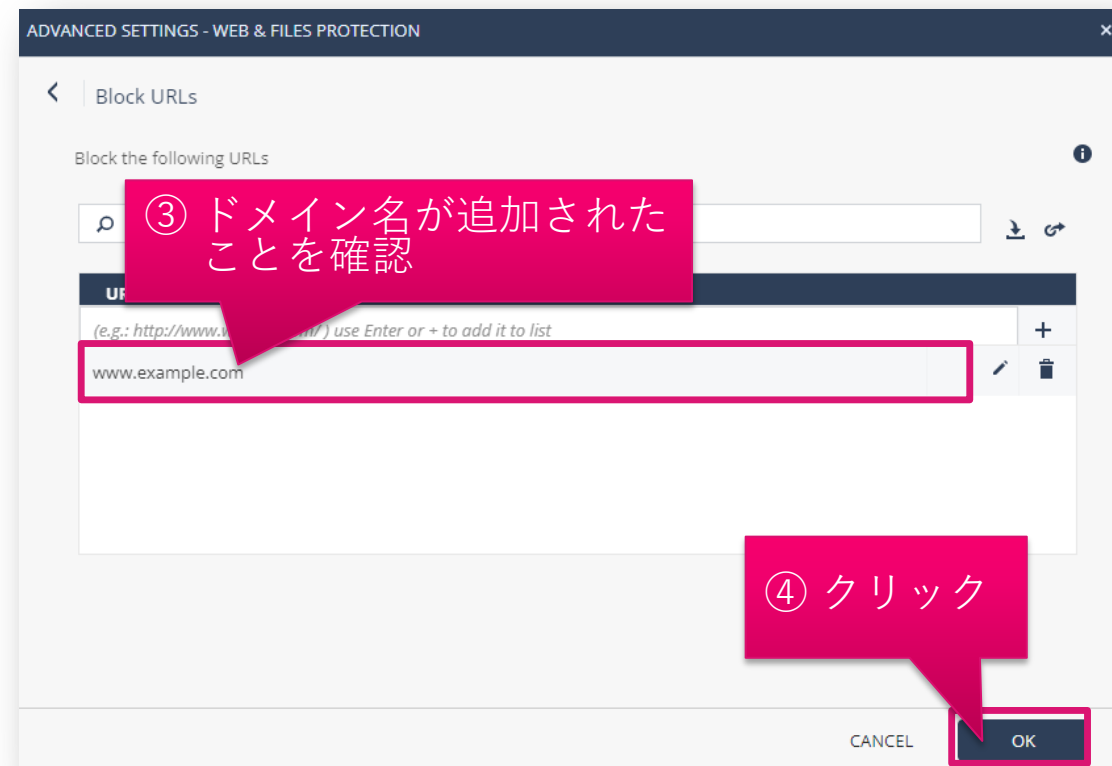 ADVANCED SETTINGS - WEB & FILES PROTECTION
Block URLs
Block the following URLs
③ ドメイン名が追加された
ことを確認
(e.g.: http://www. / ) use Enter or + to add it to list
www.example.com
④ クリック
CANCEL
OK